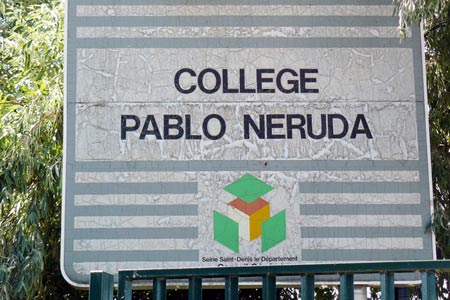 COLLEGE
PABLO NERUDA
Seine Saint-Denis le Département